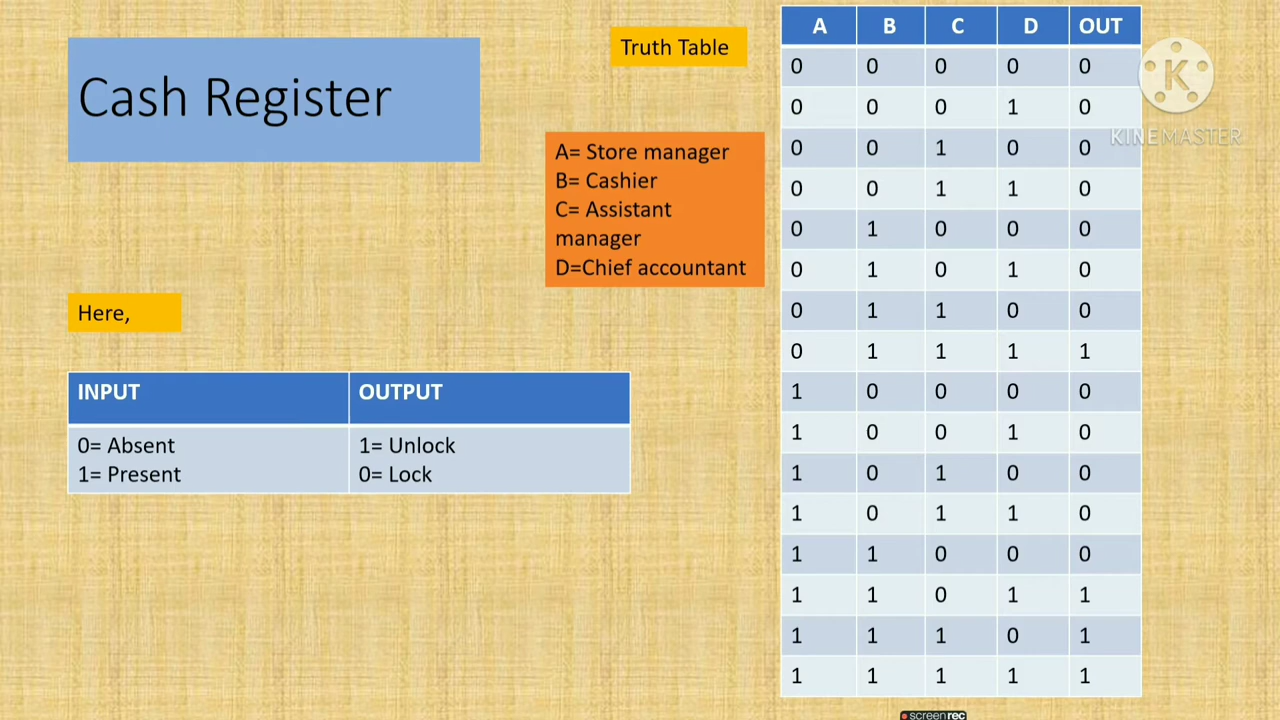 Cash Register
Truth Table
A= Store manager
B= Cashier
C= Assistant
manager
D=Chief accountant
Here,
INPUT OUTPUT
0= Absent 1= Unlock
1= Present 0= Lock
A B C D OUT
0 0 0 0 0
0 0 0 1 0
0 0 1 0 0
0 0 1 1 0
0 1 0 0 0
0 1 0 1 0
0 1 1 0 0
0 1 1 1 1
1 0 0 0 0
1 0 0 1 0
1 0 1 0 0
1 0 1 1 0
1 1 0 0 0
1 1 0 1 1
1 1 1 0 1
1 1 1 1 1
K
KINEMASTER
screenrec